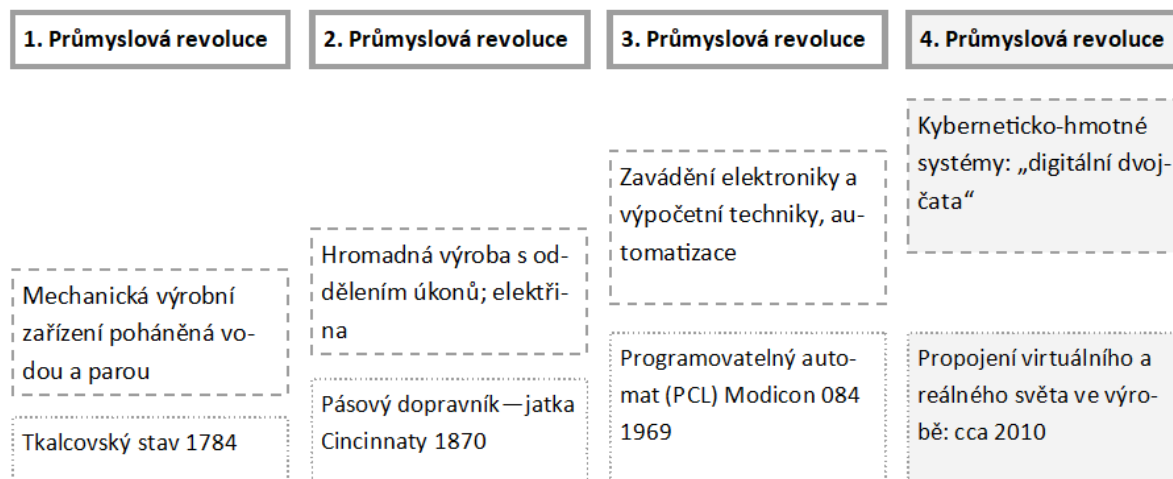 1. Průmyslová revoluce
2. Průmyslová revoluce
3. Průmyslová revoluce
4. Průmyslová revoluce
Mechanická výrobní
zařízení poháněná vo-
dou a parou
Tkalcovský stav 1784
Hromadná výroba s od-
dělením úkonů; elektři-
na
Pásový dopravník—jatka
Cincinnaty 1870
Zavádění elektroniky a
výpočetní techniky, au-
tomatizace
Programovatelný auto-
mat (PCL) Modicon 084
1969
Kyberneticko-hmotné
systémy: „digitální dvoj-
čata“
Propojení virtuálního a
reálného světa ve výro-
bě: cca 2010